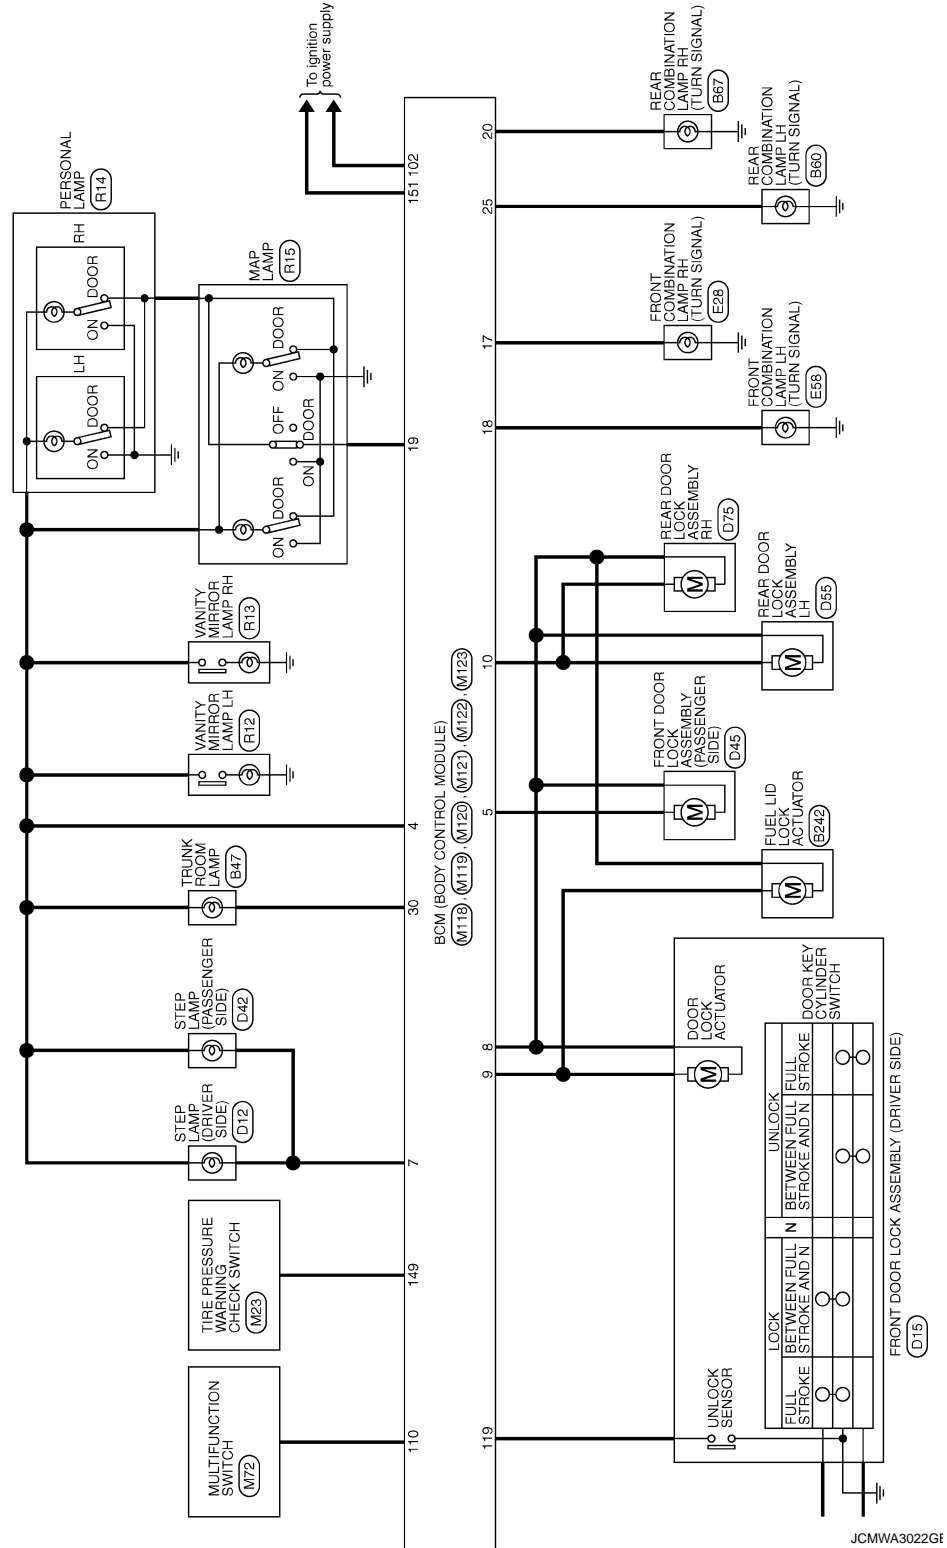 MULTIFUNCTION
SWITCH
M72
110
TIRE PRESSURE
WARNING
CHECK SWITCH
M23
149
STEP
LAMP
(DRIVER
SIDE)
D12
7
STEP
LAMP
(PASSENGER
SIDE)
D42
TRUNK
ROOM
LAMP
B47
30
4
VANITY
MIRROR
LAMP LH
R12
VANITY
MIRROR
LAMP RH
R13
PERSONAL
LAMP
R14
LH
ON
DOOR
RH
ON
DOOR
MAP
LAMP
R15
ON
DOOR
ON
DOOR
OFF
ON
DOOR
19
To ignition
power supply
151
102
BCM (BODY CONTROL MODULE)
M118 , M119 , M120 , M121 , M122 , M123
119
9
8
5
10
18
17
25
20
UNLOCK
SENSOR
DOOR
LOCK
ACTUATOR
LOCK
UNLOCK
FULL
STROKE
BETWEEN FULL
STROKE AND N
N
BETWEEN FULL
STROKE AND N
FULL
STROKE
DOOR KEY
CYLINDER
SWITCH
FRONT DOOR LOCK ASSEMBLY (DRIVER SIDE)
D15
M
FUEL LID
LOCK
ACTUATOR
B242
M
FRONT DOOR
LOCK
ASSEMBLY
(PASSENGER
SIDE)
D45
M
REAR DOOR
LOCK
ASSEMBLY
LH
D55
M
REAR DOOR
LOCK
ASSEMBLY
RH
D75
M
FRONT
COMBINATION
LAMP LH
(TURN SIGNAL)
E58
FRONT
COMBINATION
LAMP RH
(TURN SIGNAL)
E28
REAR
COMBINATION
LAMP LH
(TURN SIGNAL)
B60
REAR
COMBINATION
LAMP RH
(TURN SIGNAL)
B67
JCMWA3022GE